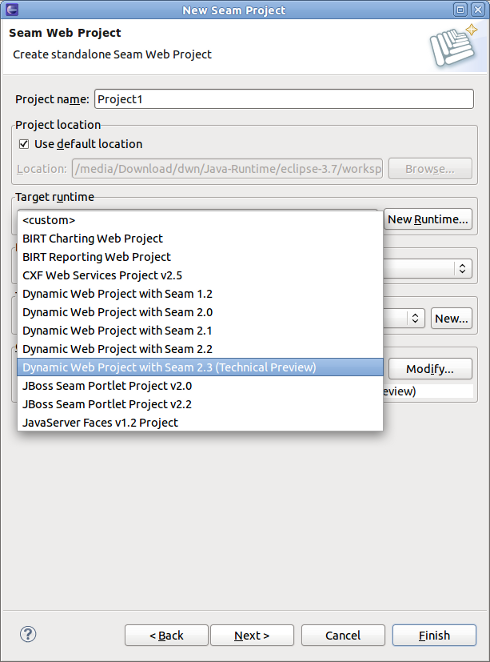 New Seam Project
Seam Web Project
Create standalone Seam Web Project
Project name: Project1
Project location
Use default location
Location: /media/Download/dwn/Java-Runtime/eclipse-3.7/worksp Browse...
Target runtime
New Runtime...
<custom>
BIRT Charting Web Project
BIRT Reporting Web Project
CXF Web Services Project v2.5
Dynamic Web Project with Seam 1.2
Dynamic Web Project with Seam 2.0
New...
Dynamic Web Project with Seam 2.1
Dynamic Web Project with Seam 2.2
Dynamic Web Project with Seam 2.3 (Technical Preview)
Modify...
JBoss Seam Portlet Project v2.0
eview)
JBoss Seam Portlet Project v2.2
JavaServer Faces v1.2 Project
? < Back Next > Cancel Finish